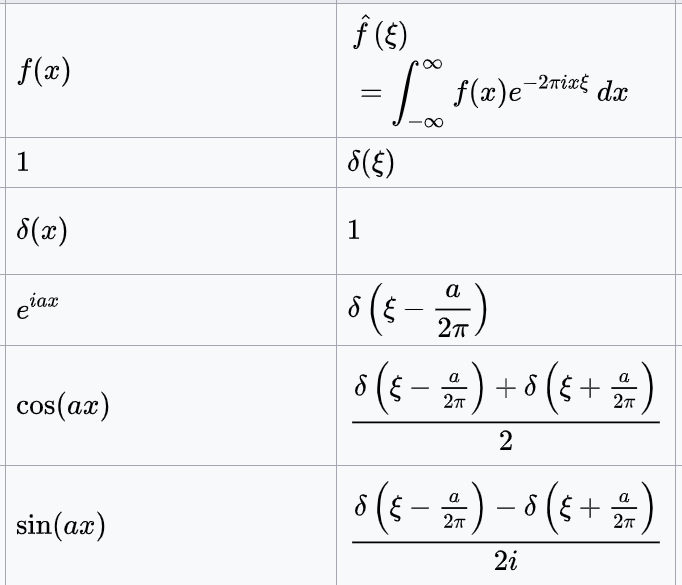 f(x)
f̂(ξ)
= ∫_{−∞}^{∞} f(x)e^{−2πixξ} dx
1
δ(ξ)
δ(x)
1
e^{iax}
δ(ξ − a/2π)
cos(ax)
(δ(ξ − a/2π) + δ(ξ + a/2π))/2
sin(ax)
(δ(ξ − a/2π) − δ(ξ + a/2π))/2i